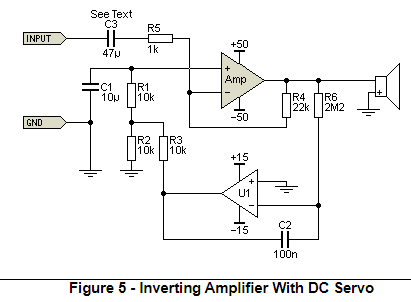 See Text
C3
47µ
R5
1k
INPUT
+50
Amp
+
−
−50
C1
10µ
R1
10k
R4
22k
R6
2M2
GND
R2
10k
R3
10k
+15
+
U1
−
−15
C2
100n
Figure 5 - Inverting Amplifier With DC Servo